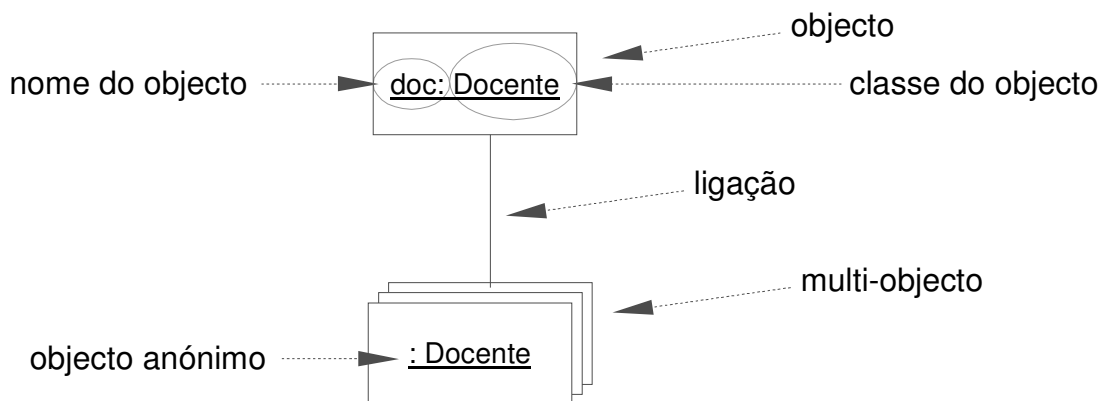 objecto
nome do objecto
doc: Docente
classe do objecto
ligação
multi-objecto
objecto anónimo
: Docente